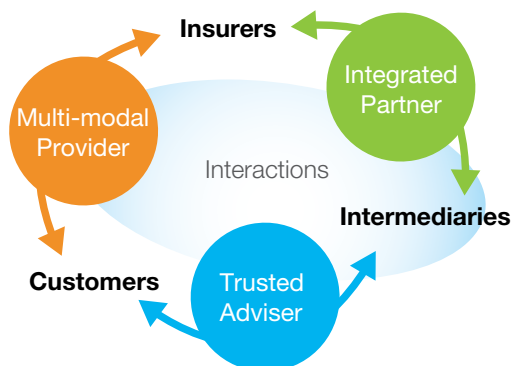 Insurers
Integrated
Partner
Multi-modal
Provider
Interactions
Intermediaries
Customers
Trusted
Adviser